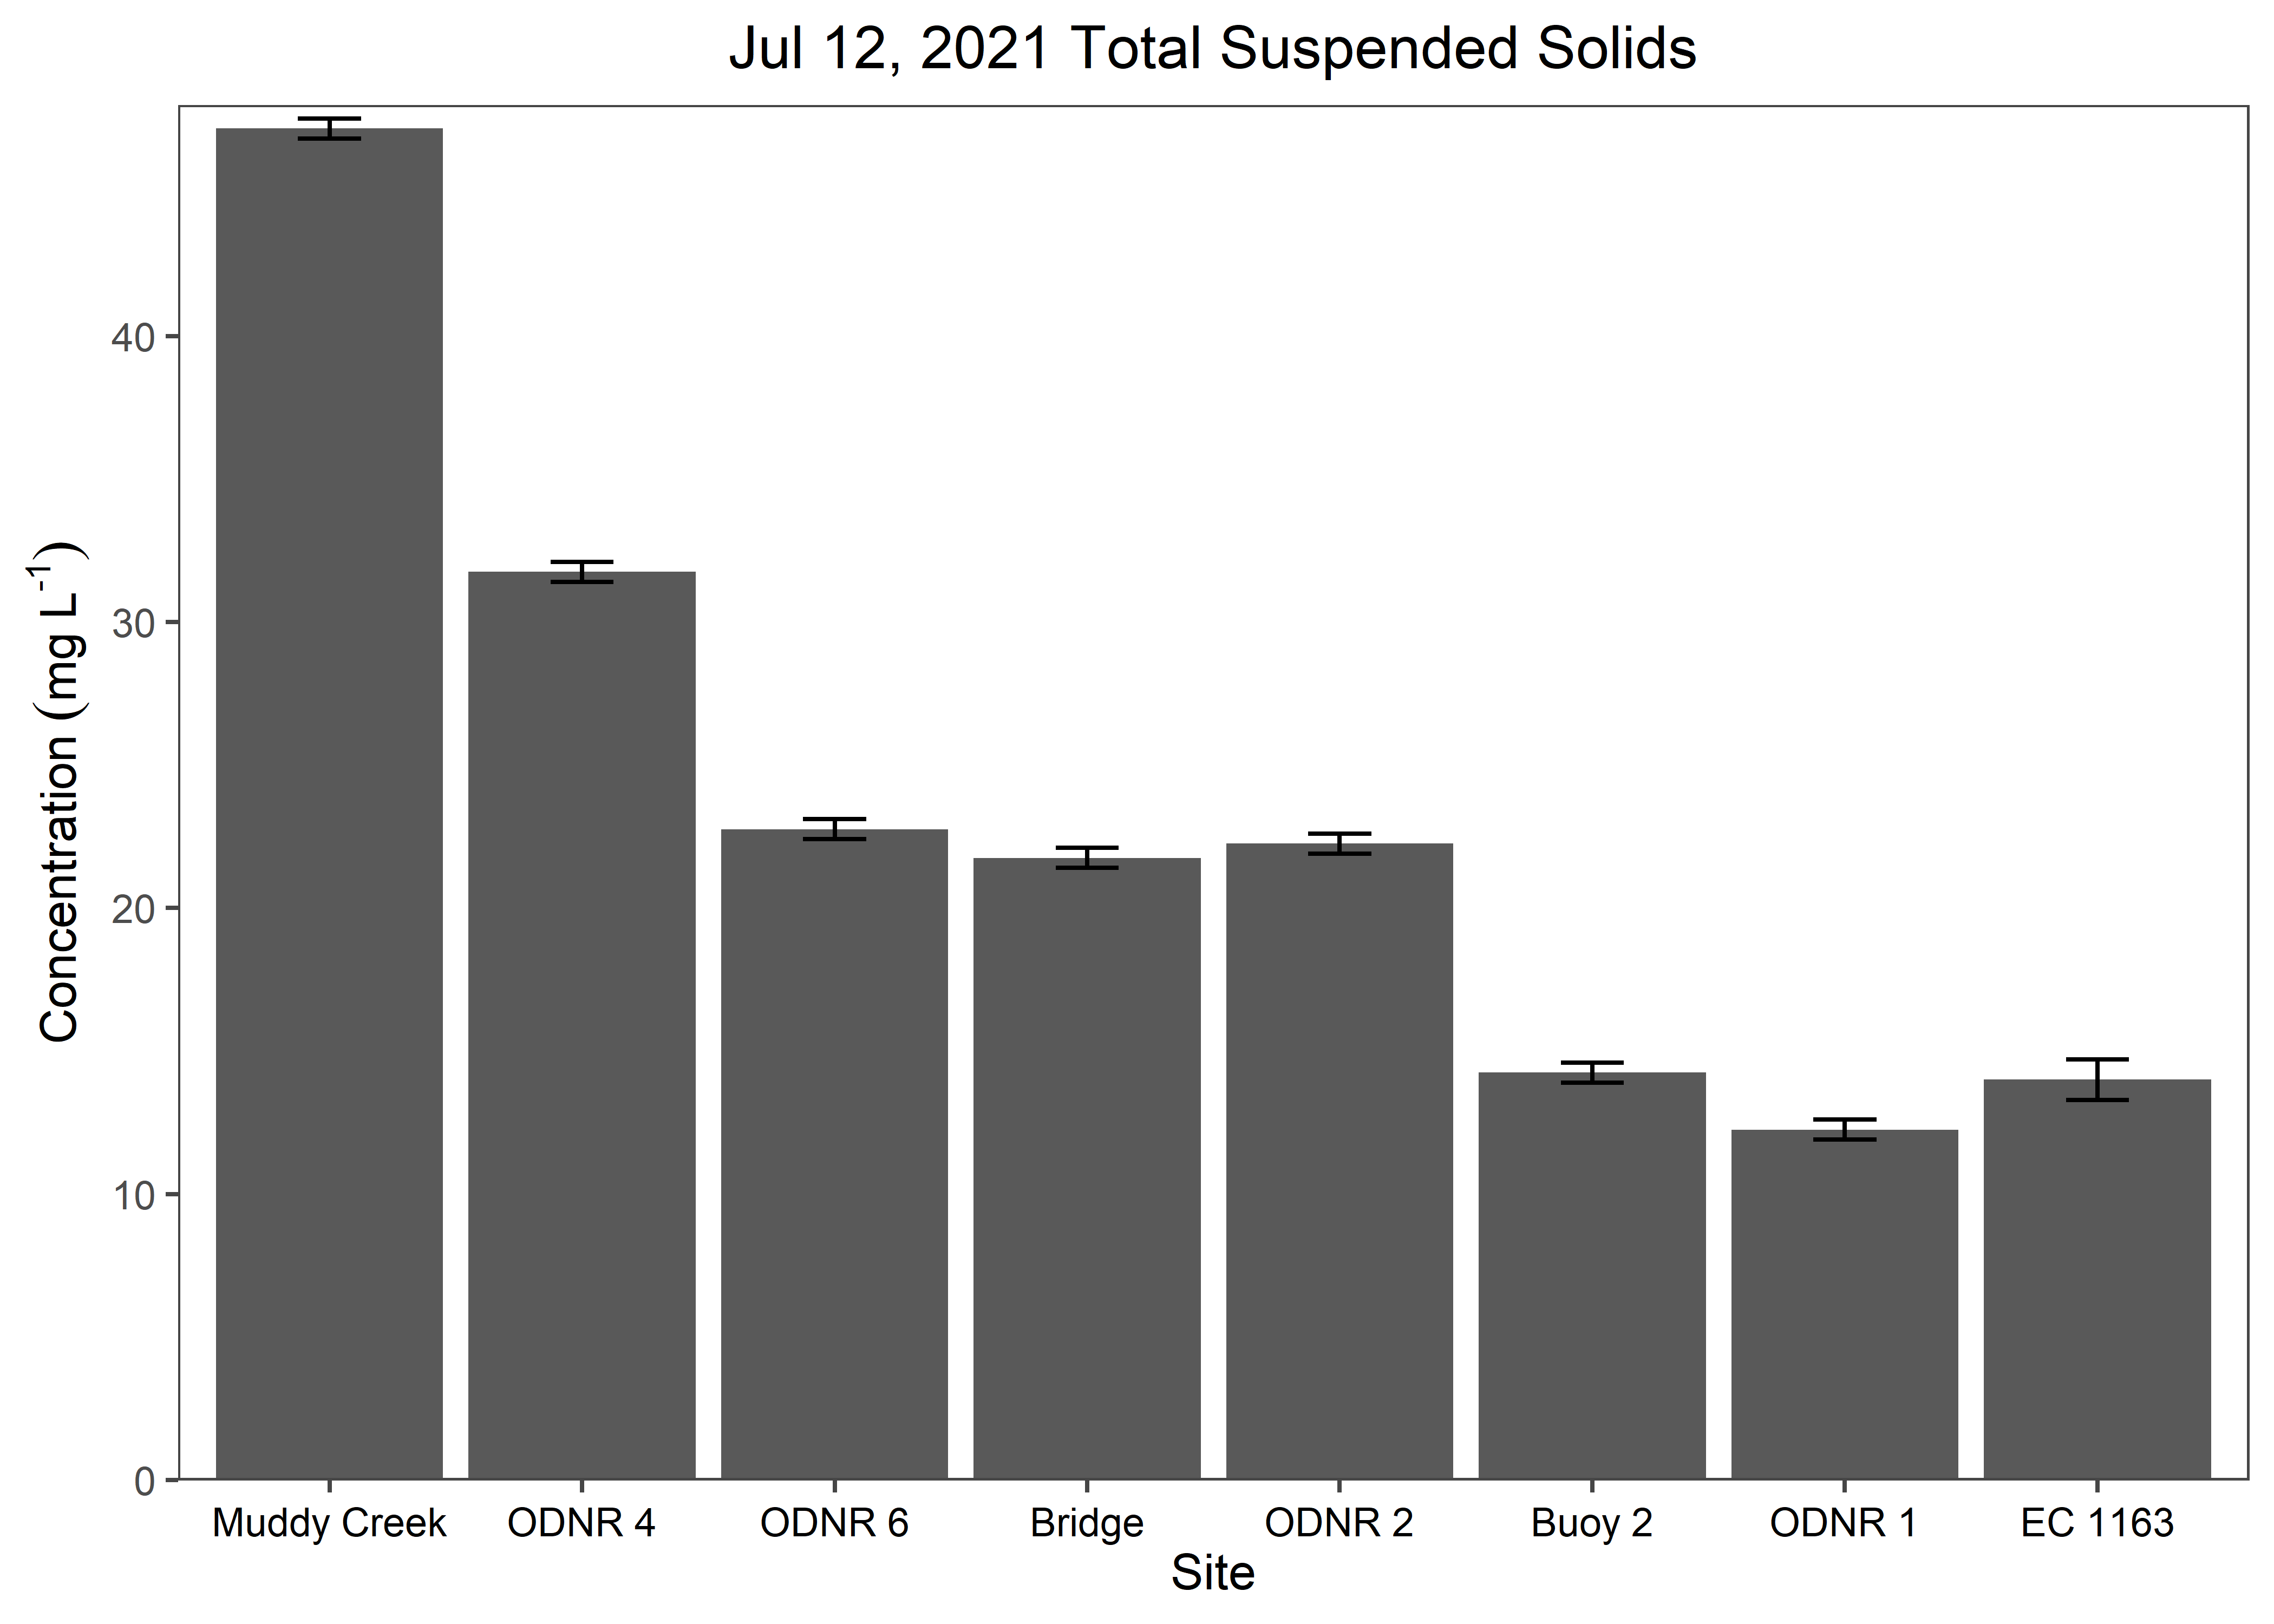 Jul 12, 2021 Total Suspended Solids
Concentration (mg L⁻¹)
40
30
20
10
0
Muddy Creek ODNR 4 ODNR 6 Bridge ODNR 2 Buoy 2 ODNR 1 EC 1163
Site